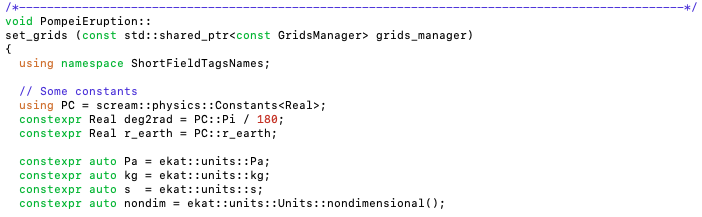 /*-----------------------------------------------------------------------------------------------*/
void PompeiEruption::
set_grids (const std::shared_ptr<const GridsManager> grids_manager)
{
  using namespace ShortFieldTagsNames;

  // Some constants
  using PC = scream::physics::Constants<Real>;
  constexpr Real deg2rad = PC::Pi / 180;
  constexpr Real r_earth = PC::r_earth;

  constexpr auto Pa = ekat::units::Pa;
  constexpr auto kg = ekat::units::kg;
  constexpr auto s  = ekat::units::s;
  constexpr auto nondim = ekat::units::Units::nondimensional();